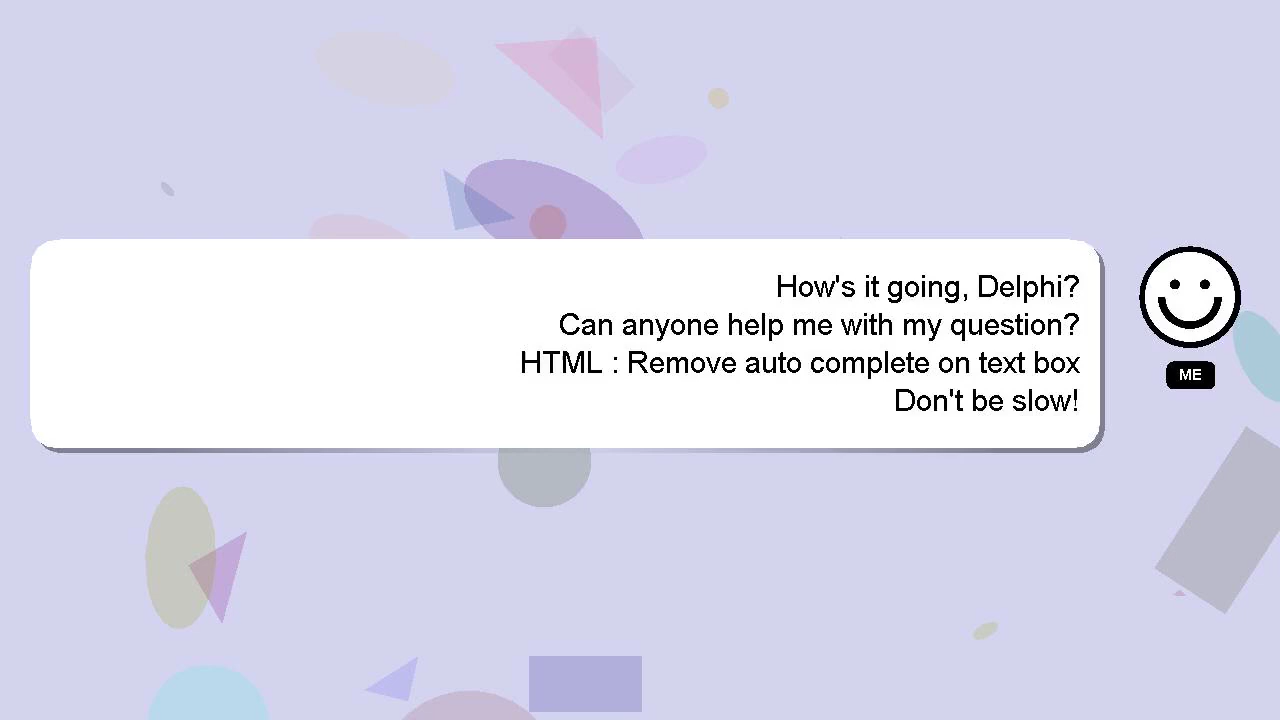 How's it going, Delphi?
Can anyone help me with my question?
HTML : Remove auto complete on text box
Don't be slow!
ME